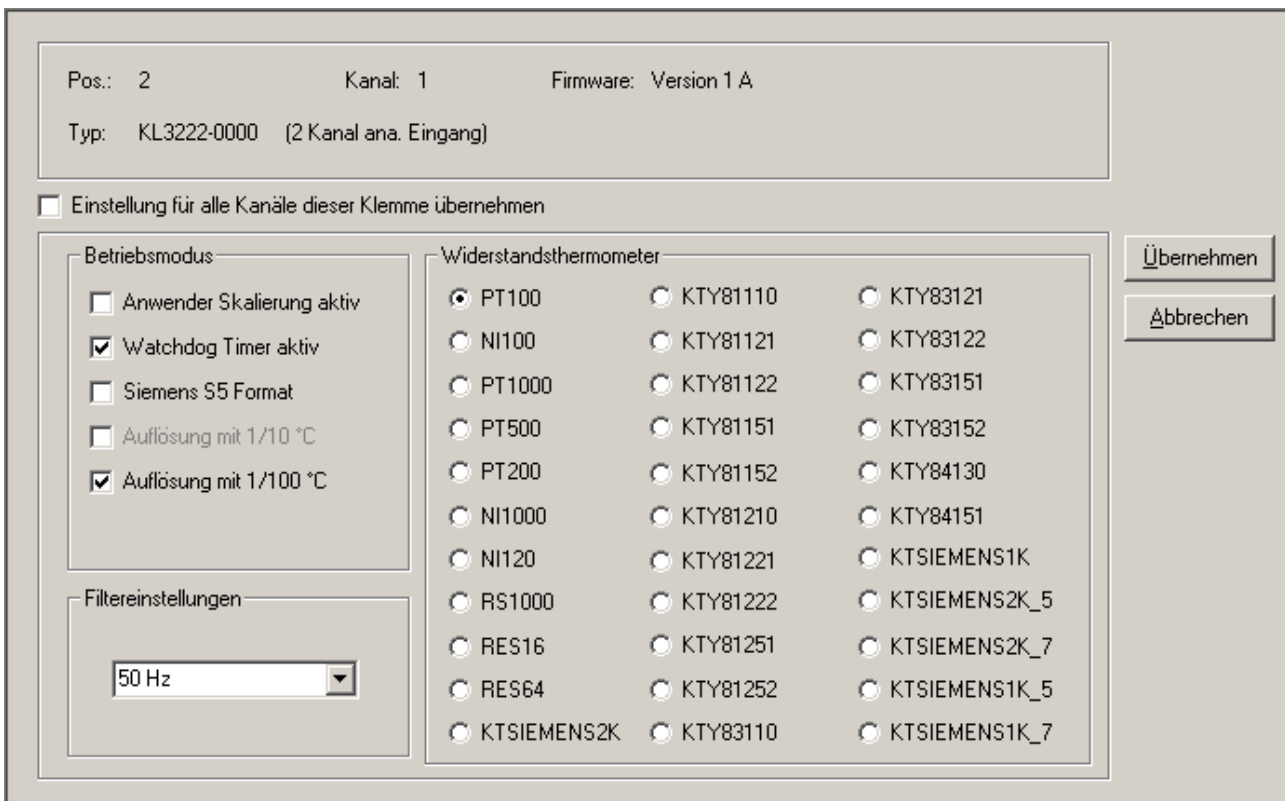 Pos.: 2 Kanal: 1 Firmware: Version 1 A
Typ: KL3222-0000 (2 Kanal ana. Eingang)
Einstellung für alle Kanäle dieser Klemme übernehmen
Betriebsmodus
Anwender Skalierung aktiv
Watchdog Timer aktiv
Siemens S5 Format
Auflösung mit 1/10 °C
Auflösung mit 1/100 °C
Filtereinstellungen
50 Hz
Widerstandsthermometer
PT100 KTY81110 KTY83121
NI100 KTY81121 KTY83122
PT1000 KTY81122 KTY83151
PT500 KTY81151 KTY83152
PT200 KTY81152 KTY84130
NI1000 KTY81210 KTY84151
NI120 KTY81221 KTSIEMENS1K
RS1000 KTY81222 KTSIEMENS2K_5
RES16 KTY81251 KTSIEMENS2K_7
RES64 KTY81252 KTSIEMENS1K_5
KTSIEMENS2K KTY83110 KTSIEMENS1K_7
Übernehmen
Abbrechen